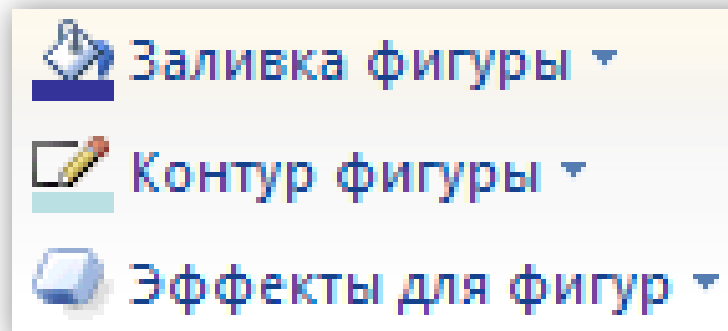 Заливка фигуры
Контур фигуры
Эффекты для фигур